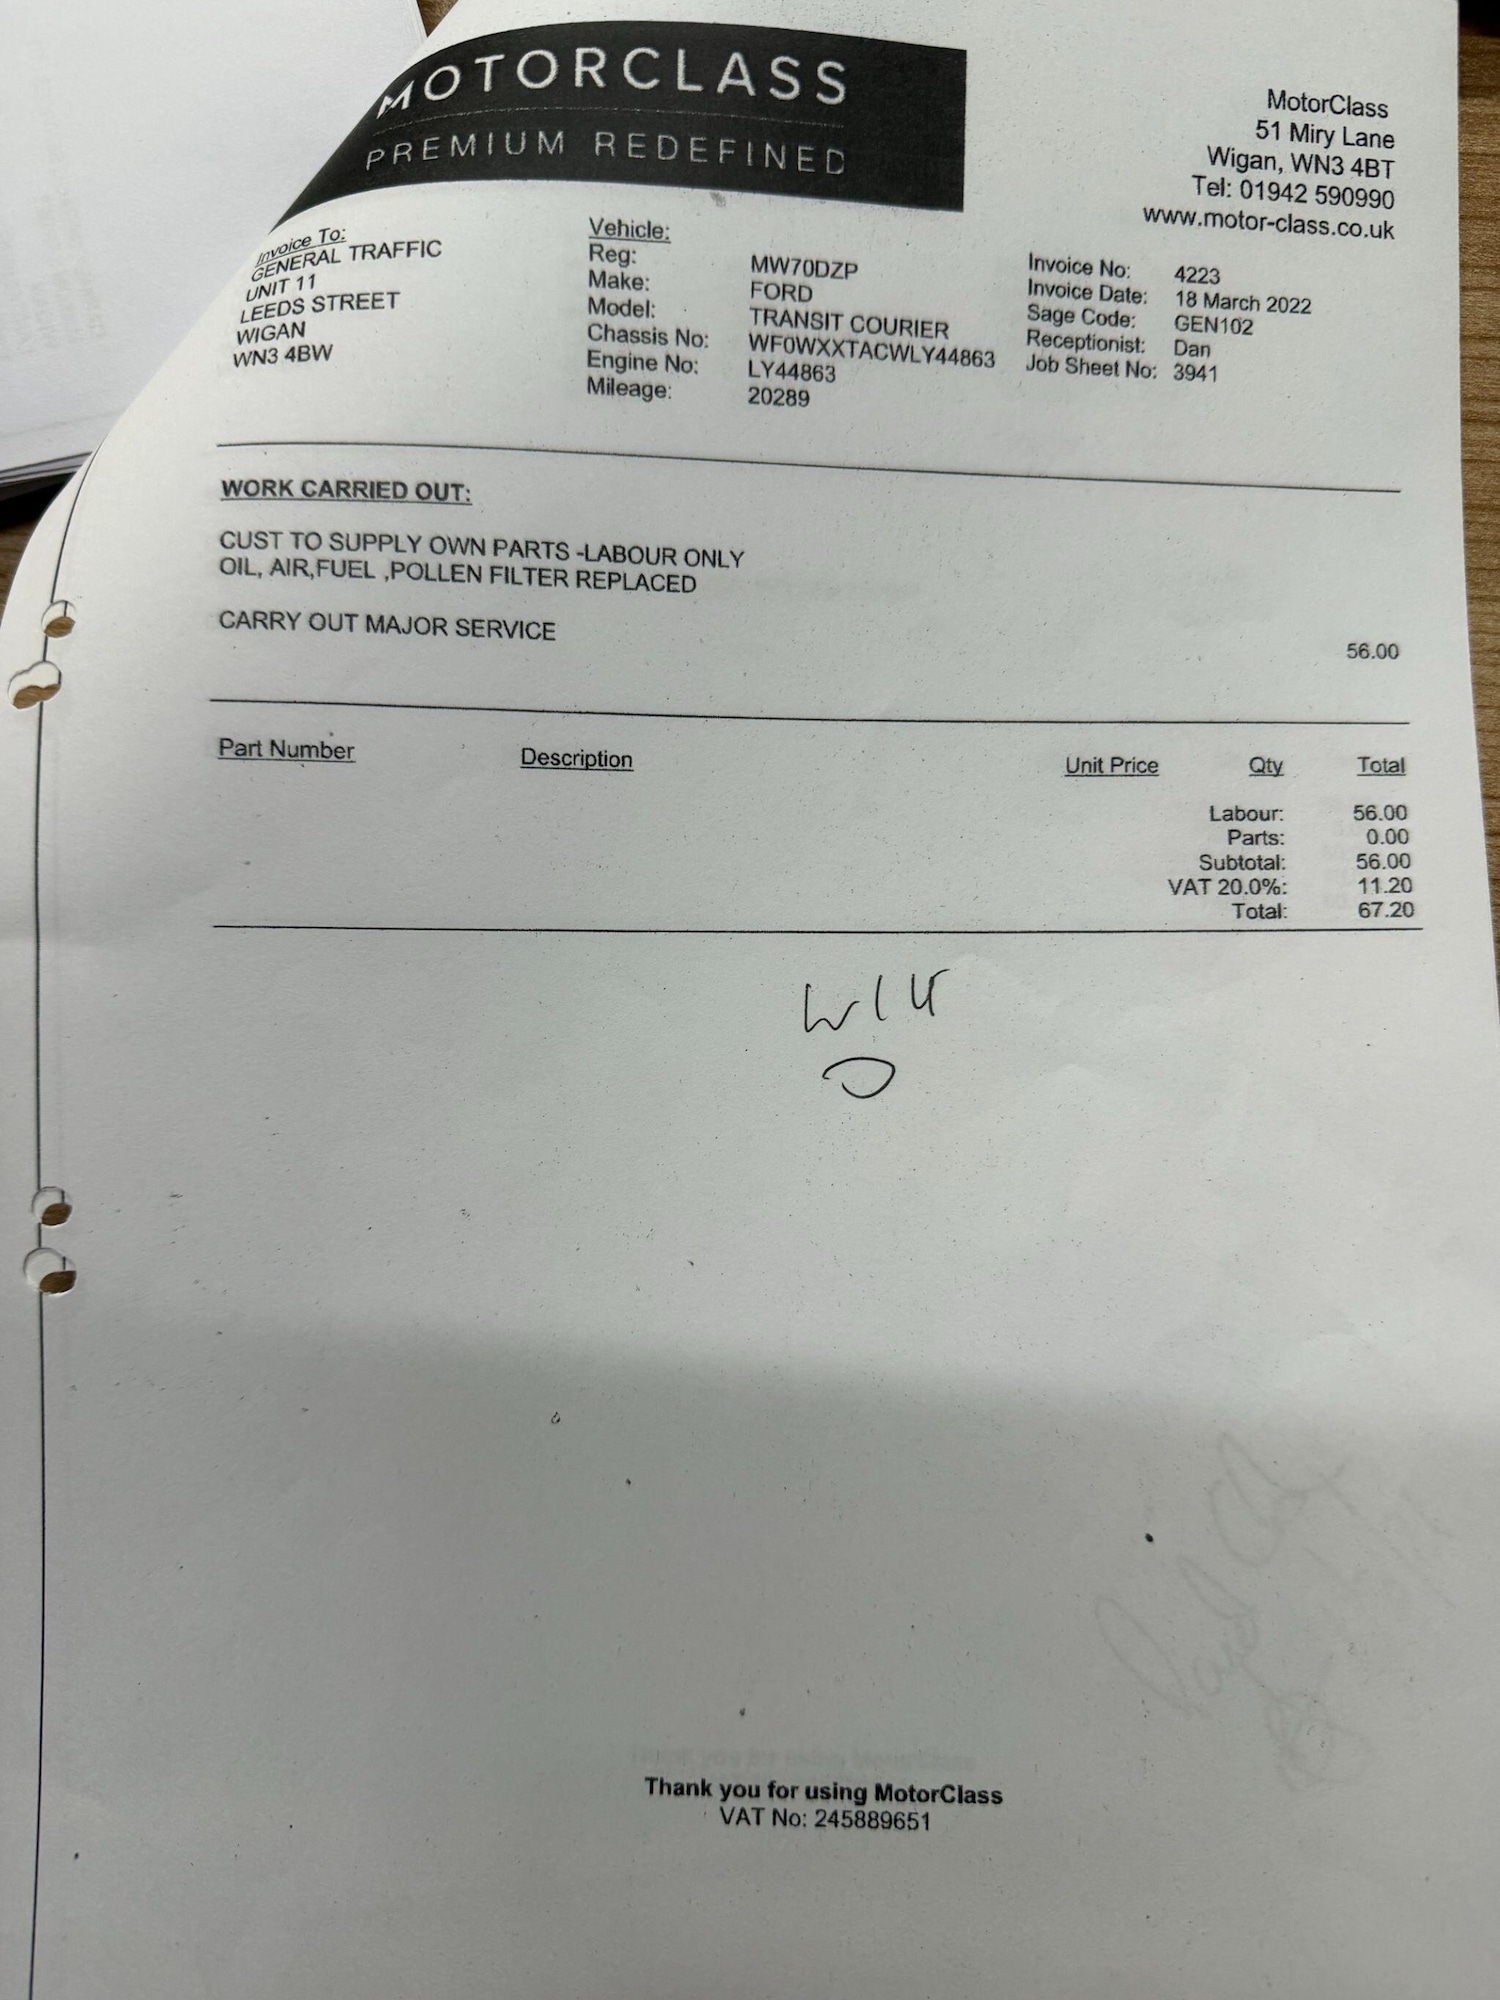 MOTORCLASS
PREMIUM REDEFINED
MotorClass
51 Miry Lane
Wigan, WN3 4BT
Tel: 01942 590990
www.motor-class.co.uk
Invoice To:
GENERAL TRAFFIC
UNIT 11
LEEDS STREET
WIGAN
WN3 4BW
Vehicle:
Reg: MW70DZP
Make: FORD
Model: TRANSIT COURIER
Chassis No: WF0WXXTACWLY44863
Engine No: LY44863
Mileage: 20289
Invoice No: 4223
Invoice Date: 18 March 2022
Sage Code: GEN102
Receptionist: Dan
Job Sheet No: 3941
WORK CARRIED OUT:
CUST TO SUPPLY OWN PARTS -LABOUR ONLY
OIL, AIR,FUEL ,POLLEN FILTER REPLACED
CARRY OUT MAJOR SERVICE
56.00
Part Number Description Unit Price Qty Total
Labour: 56.00
Parts: 0.00
Subtotal: 56.00
VAT 20.0%: 11.20
Total: 67.20
Thank you for using MotorClass
VAT No: 245889651